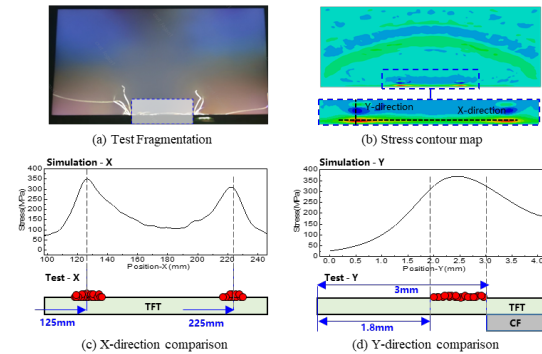 Y-direction
X-direction
(a) Test Fragmentation
(b) Stress contour map
Simulation - X
400
350
300
250
200
150
100
50
0
Stress(MPa)
100 120 140 160 180 200 220 240
Position-X (mm)
Test - X
TFT
125mm
225mm
(c) X-direction comparison
Simulation - Y
400
350
300
250
200
150
100
50
0
Stress(MPa)
0.0 0.5 1.0 1.5 2.0 2.5 3.0 3.5 4.0
Position-Y (mm)
Test - Y
3mm
TFT
1.8mm
CF
(d) Y-direction comparison